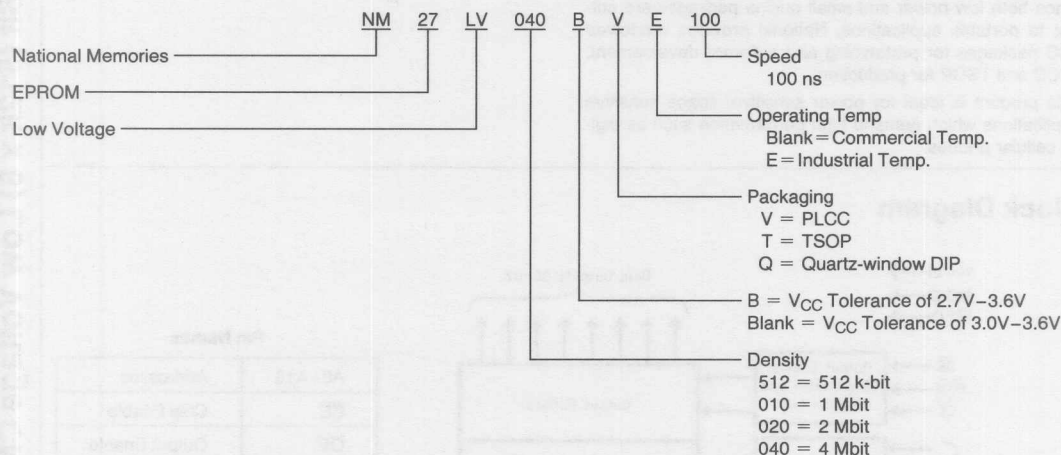 NM 27 LV 040 B V E 100
National Memories
EPROM
Low Voltage
Speed
100 ns
Operating Temp
Blank=Commercial Temp.
E=Industrial Temp.
Packaging
V = PLCC
T = TSOP
Q = Quartz-window DIP
B = VCC Tolerance of 2.7V–3.6V
Blank = VCC Tolerance of 3.0V–3.6V
Density
512 = 512 k-bit
010 = 1 Mbit
020 = 2 Mbit
040 = 4 Mbit